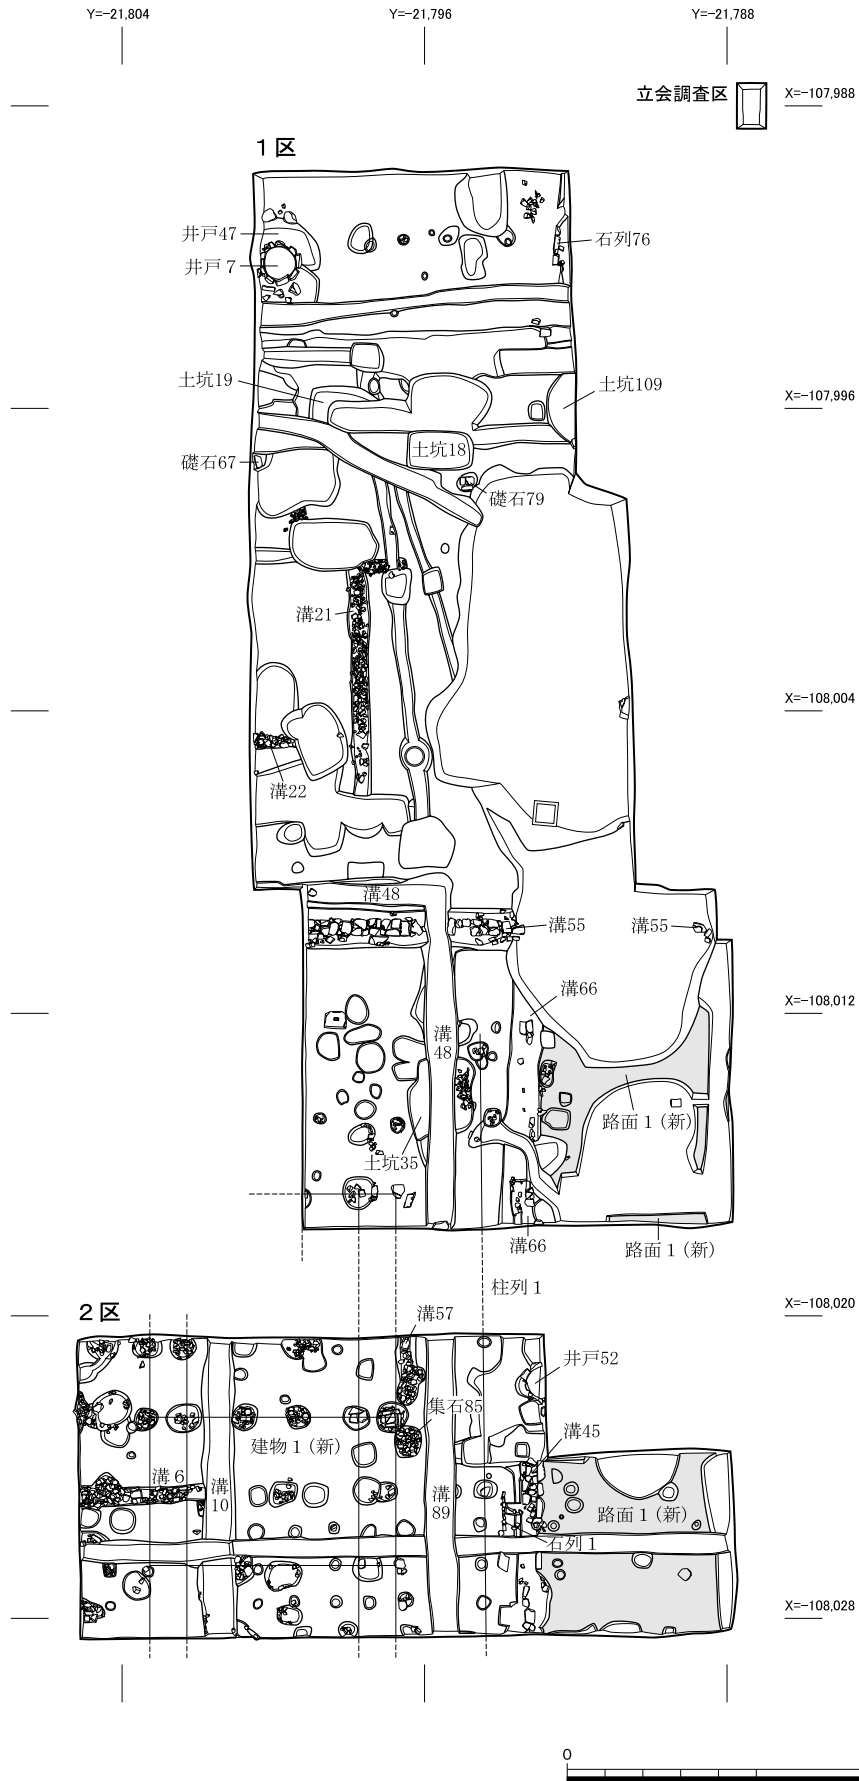 Y=-21,804
Y=-21,796
Y=-21,788
立会調査区
X=-107,988
1区
井戸47
石列76
井戸7
土坑19
土坑109
X=-107,996
土坑18
礎石67
礎石79
溝21
X=-108,004
溝22
溝48
溝55
溝55
溝66
X=-108,012
溝
48
路面1(新)
土坑35
溝66
路面1(新)
柱列1
X=-108,020
2区
溝57
井戸52
集石85
溝45
建物1(新)
溝6
溝
10
溝
89
路面1(新)
石列1
X=-108,028
0